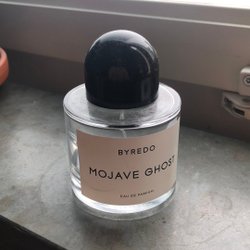 BYREDO
MOJAVE GHOST
EAU DE PARFUM